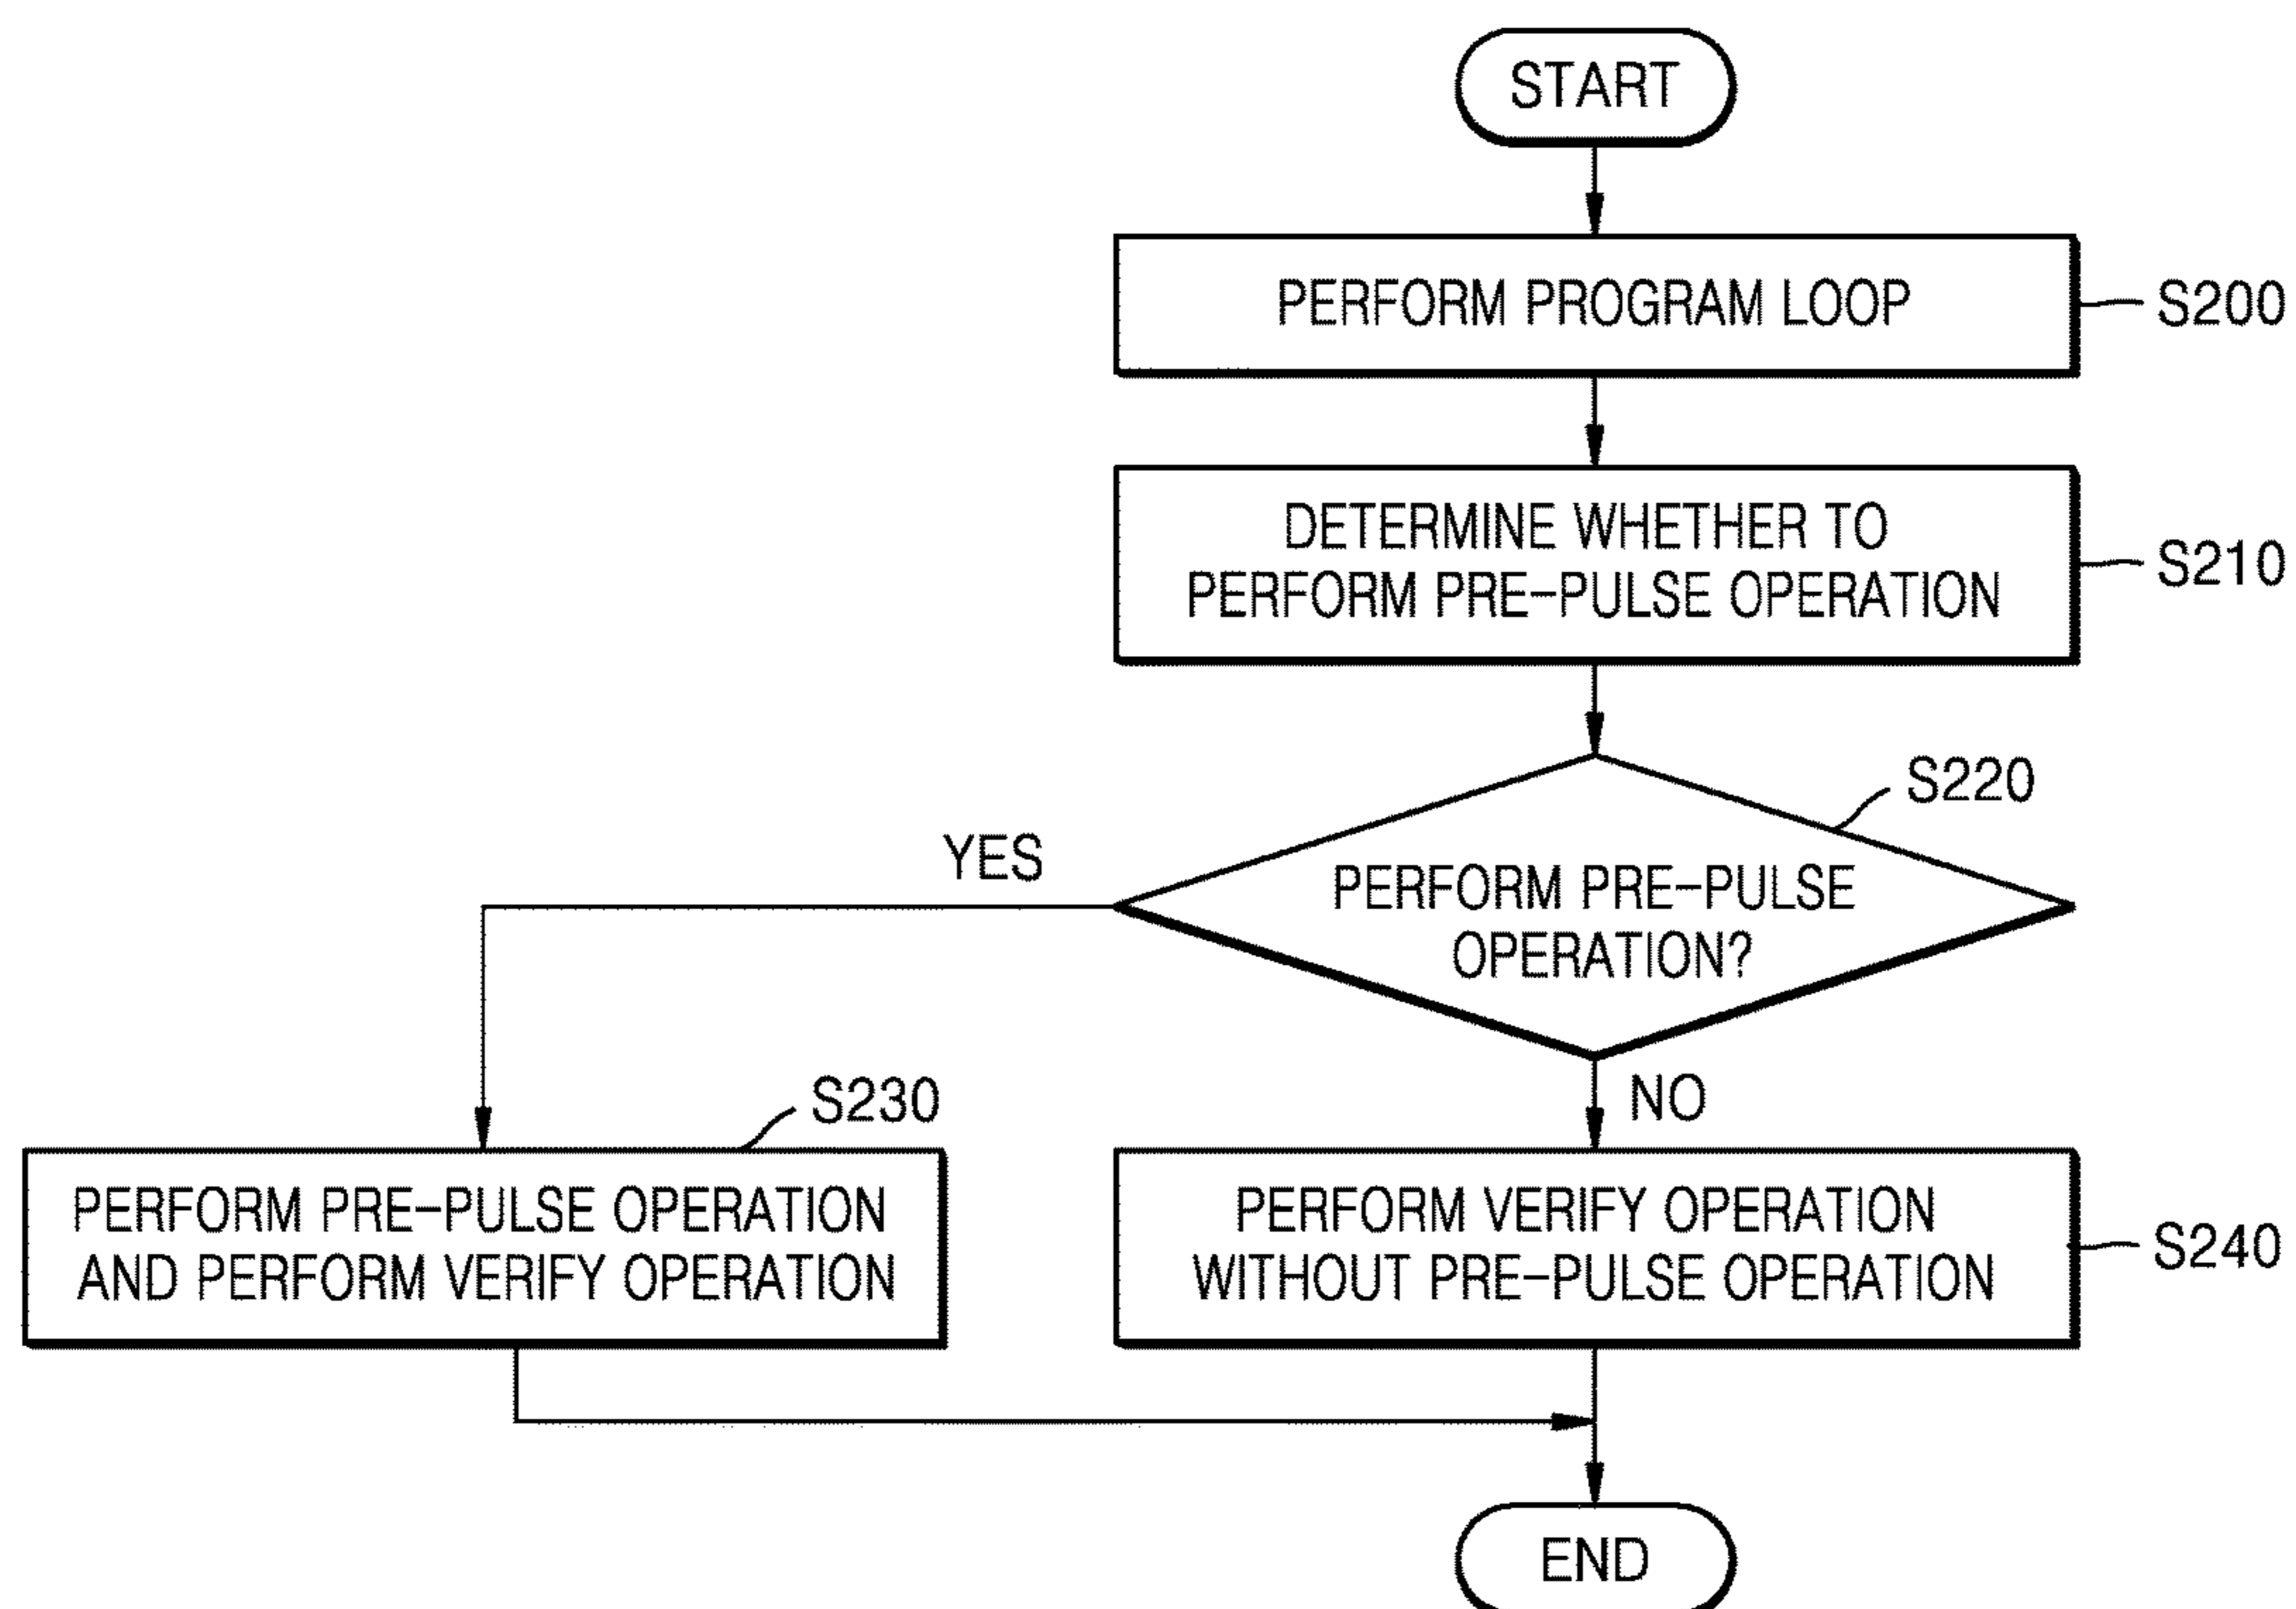 START
PERFORM PROGRAM LOOP
S200
DETERMINE WHETHER TO
PERFORM PRE-PULSE OPERATION
S210
S220
PERFORM PRE-PULSE
OPERATION?
YES
NO
S230
PERFORM PRE-PULSE OPERATION
AND PERFORM VERIFY OPERATION
PERFORM VERIFY OPERATION
WITHOUT PRE-PULSE OPERATION
S240
END